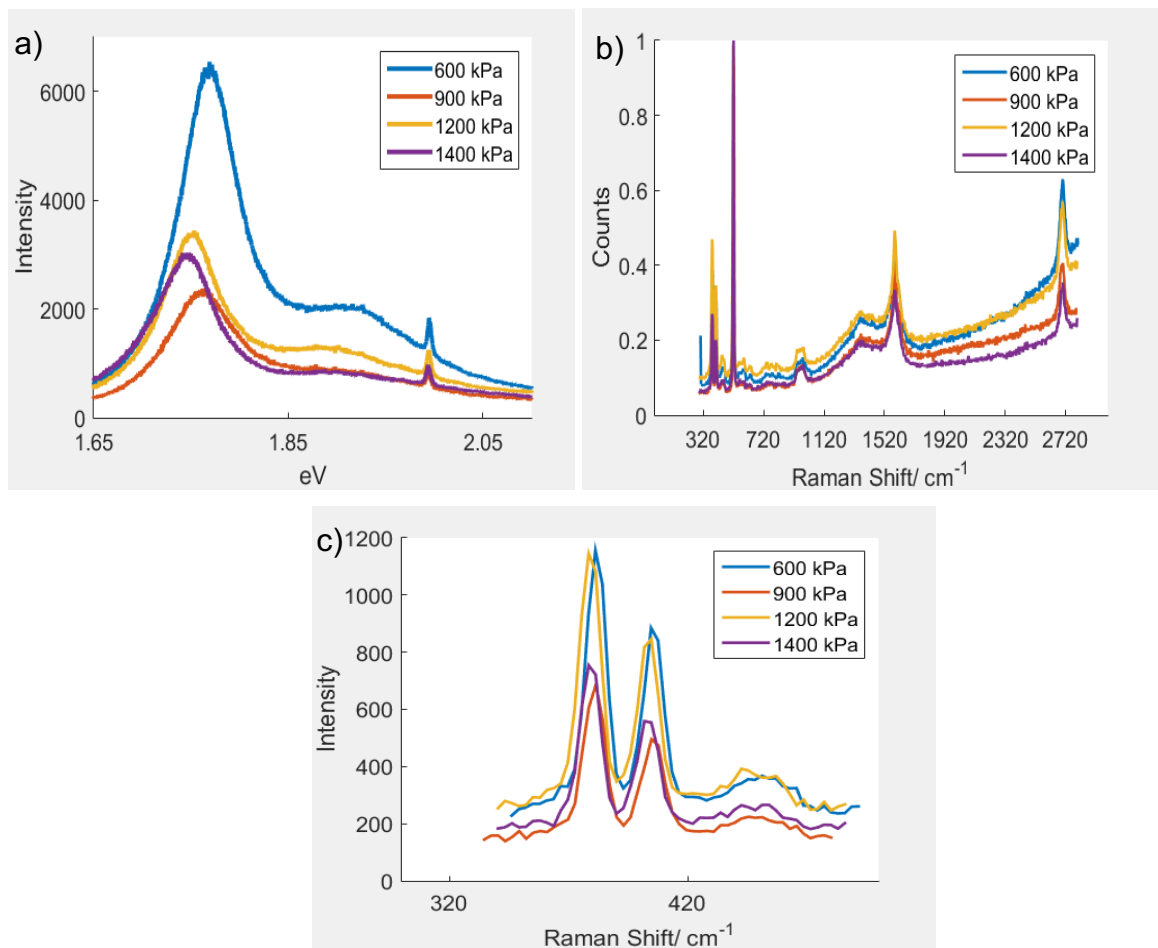 a)
Intensity
6000
4000
2000
0
1.65
1.85
2.05
eV
600 kPa
900 kPa
1200 kPa
1400 kPa
b)
Counts
1
0.8
0.6
0.4
0.2
0
320 720 1120 1520 1920 2320 2720
Raman Shift/ cm-1
600 kPa
900 kPa
1200 kPa
1400 kPa
c)
Intensity
1200
1000
800
600
400
200
0
320
420
Raman Shift/ cm-1
600 kPa
900 kPa
1200 kPa
1400 kPa